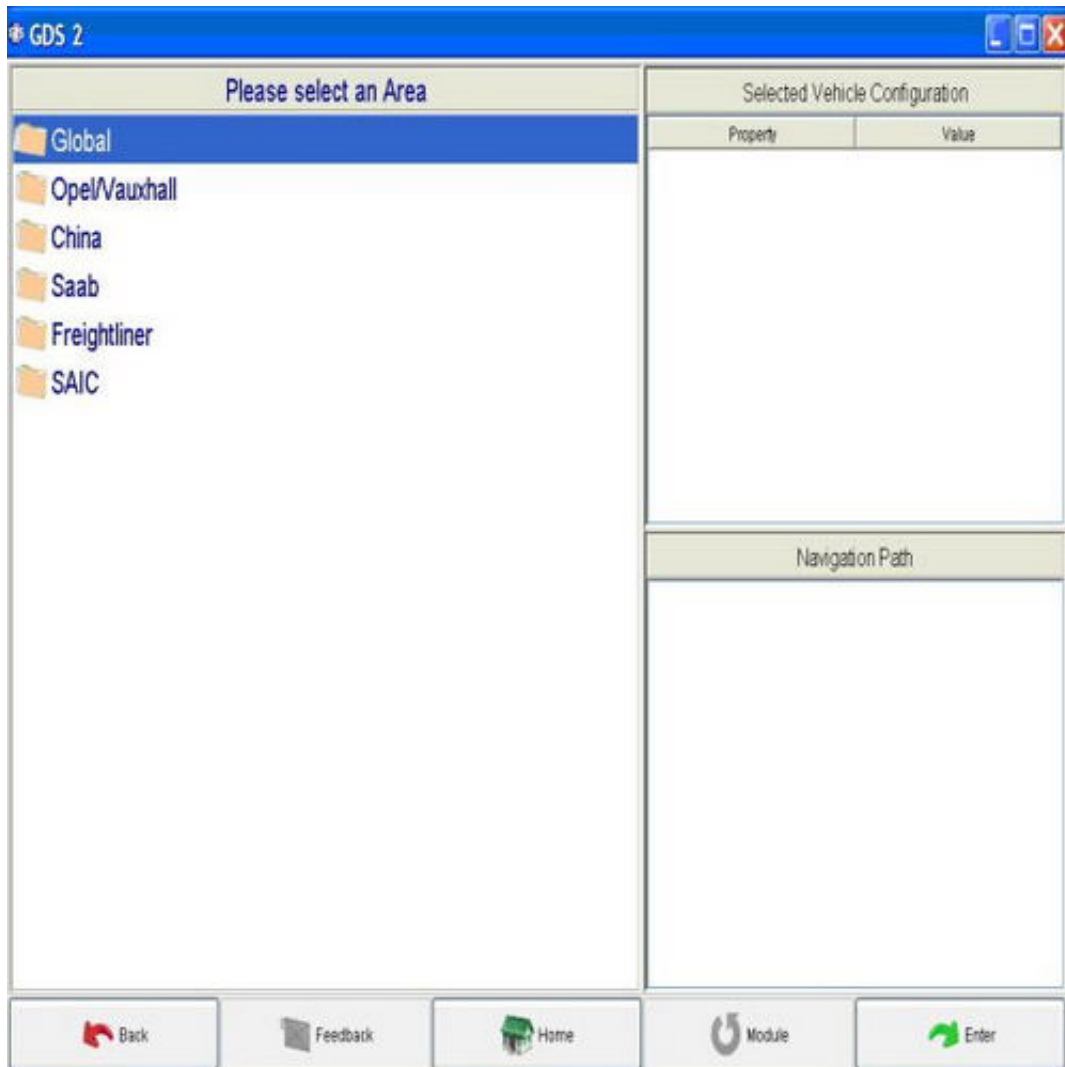 GDS 2
Please select an Area
Global
Opel/Vauxhall
China
Saab
Freightliner
SAIC
Selected Vehicle Configuration
Property Value
Navigation Path
Back Feedback Home Module Enter